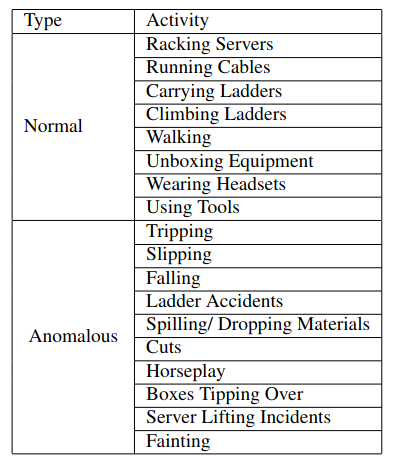 Type Activity
Racking Servers
Running Cables
Carrying Ladders
Climbing Ladders
Normal
Walking
Unboxing Equipment
Wearing Headsets
Using Tools
Tripping
Slipping
Falling
Ladder Accidents
Anomalous
Spilling/ Dropping Materials
Cuts
Horseplay
Boxes Tipping Over
Server Lifting Incidents
Fainting